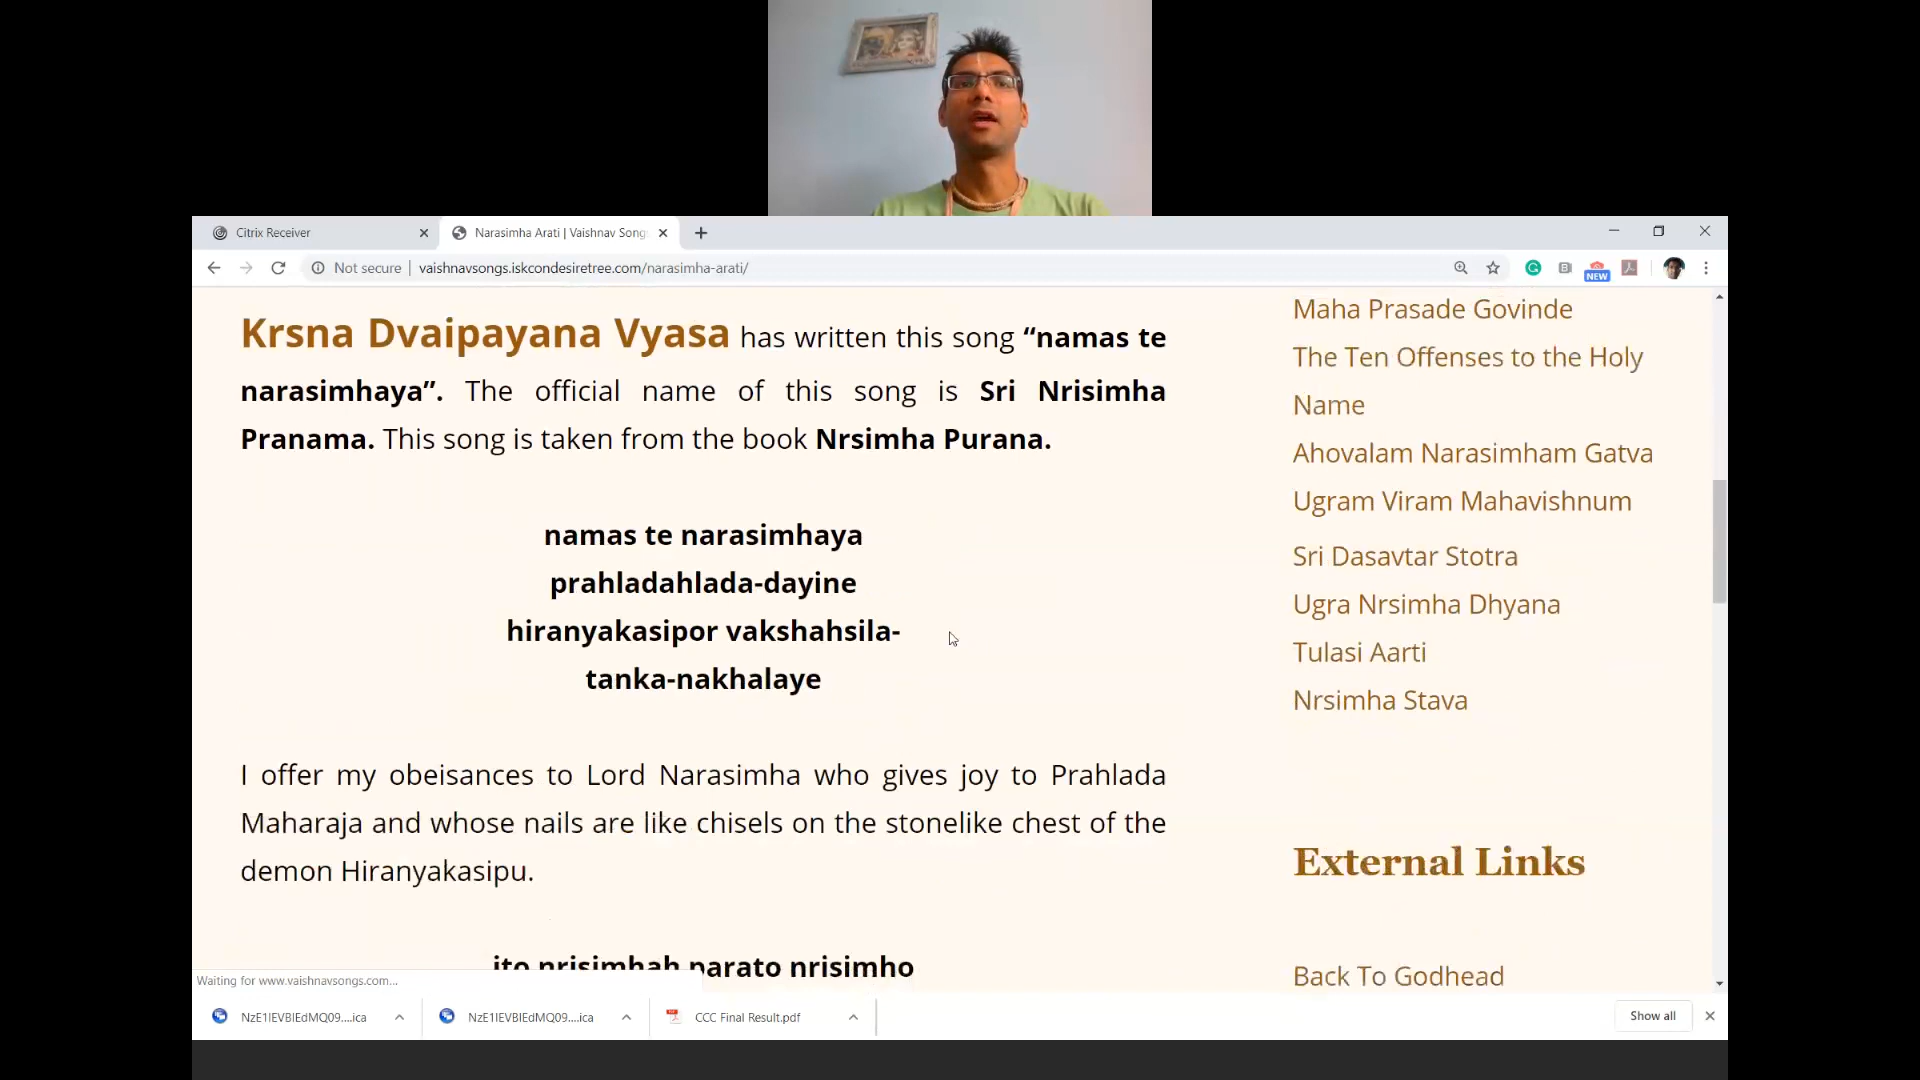 Citrix Receiver
Narasimha Arati | Vaishnav Song
Not secure
vaishnavsongs.iskcondesiretree.com/narasimha-arati/
NEW
Krsna Dvaipayana Vyasa has written this song “namas te
narasimhaya”. The official name of this song is Sri Nrisimha
Pranama. This song is taken from the book Nrsimha Purana.
namas te narasimhaya
prahladahlada-dayine
hiranyakasipor vakshahsila-
tanka-nakhalaye
I offer my obeisances to Lord Narasimha who gives joy to Prahlada
Maharaja and whose nails are like chisels on the stonelike chest of the
demon Hiranyakasipu.
ito nrisimhah parato nrisimho
Maha Prasade Govinde
The Ten Offenses to the Holy
Name
Ahovalam Narasimham Gatva
Ugram Viram Mahavishnum
Sri Dasavtar Stotra
Ugra Nrsimha Dhyana
Tulasi Aarti
Nrsimha Stava
External Links
Back To Godhead
Waiting for www.vaishnavsongs.com...
NzE1IEVBIEdMQ09....ica
NzE1IEVBIEdMQ09....ica
CCC Final Result.pdf
Show all